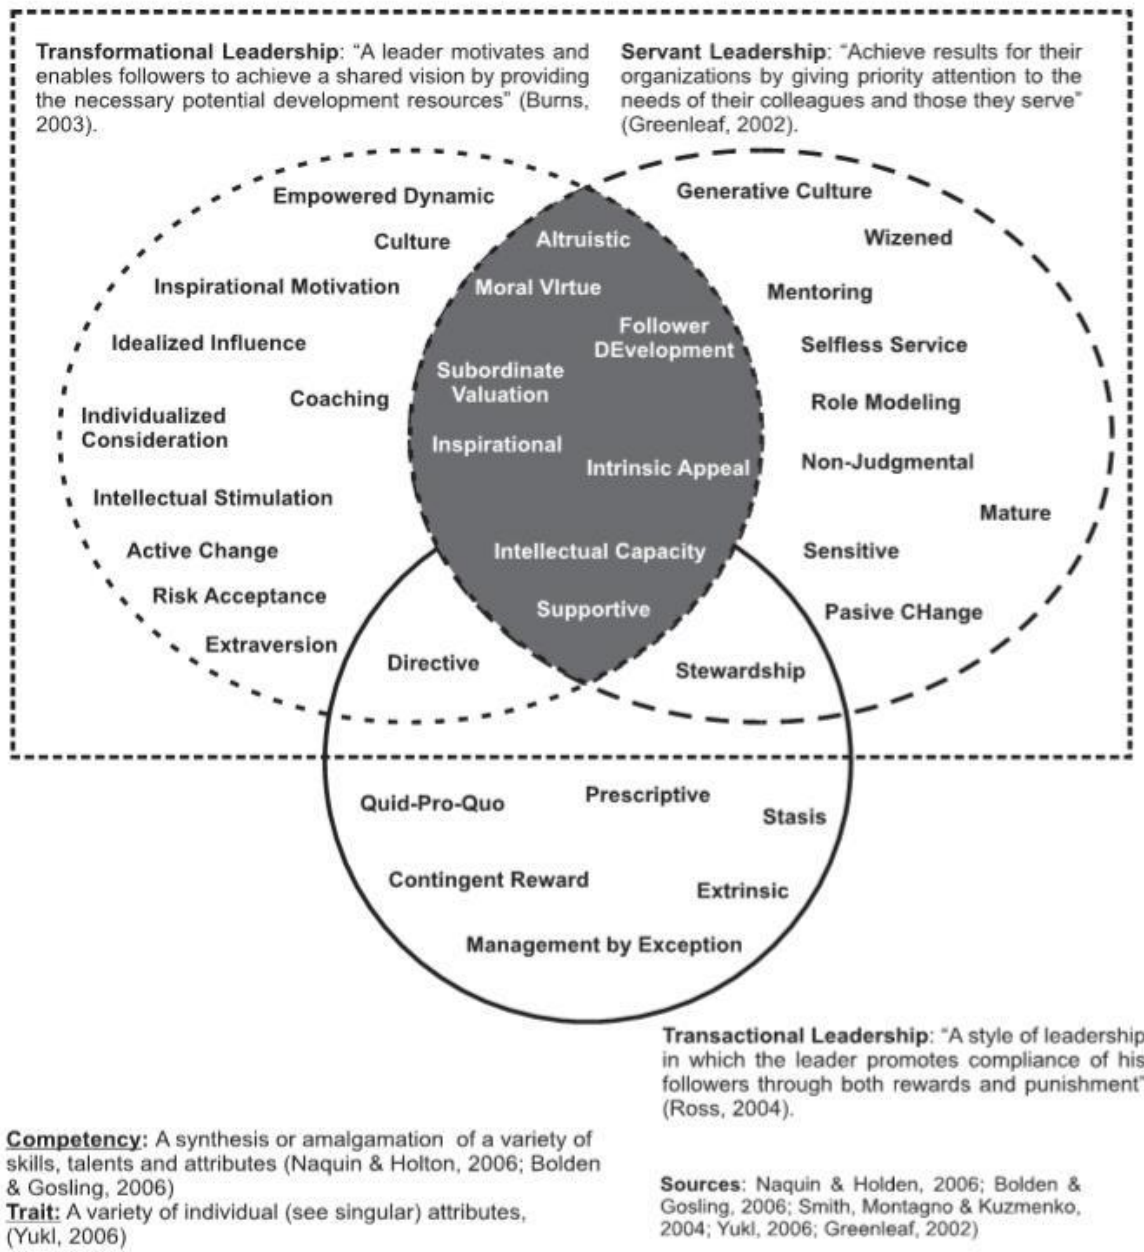 Transformational Leadership: “A leader motivates and
enables followers to achieve a shared vision by providing
the necessary potential development resources” (Burns,
2003).
Servant Leadership: “Achieve results for their
organizations by giving priority attention to the
needs of their colleagues and those they serve”
(Greenleaf, 2002).
Empowered Dynamic
Culture
Inspirational Motivation
Idealized Influence
Coaching
Individualized
Consideration
Intellectual Stimulation
Active Change
Risk Acceptance
Extraversion
Altruistic
Moral VIrtue
Follower
DEvelopment
Subordinate
Valuation
Inspirational
Intrinsic Appeal
Intellectual Capacity
Supportive
Generative Culture
Wizened
Mentoring
Selfless Service
Role Modeling
Non-Judgmental
Mature
Sensitive
Pasive CHange
Directive
Stewardship
Quid-Pro-Quo
Prescriptive
Stasis
Contingent Reward
Extrinsic
Management by Exception
Transactional Leadership: “A style of leadership
in which the leader promotes compliance of his
followers through both rewards and punishment”
(Ross, 2004).
Competency: A synthesis or amalgamation of a variety of
skills, talents and attributes (Naquin & Holton, 2006; Bolden
& Gosling, 2006)
Trait: A variety of individual (see singular) attributes,
(Yukl, 2006)
Sources: Naquin & Holden, 2006; Bolden &
Gosling, 2006; Smith, Montagno & Kuzmenko,
2004; Yukl, 2006; Greenleaf, 2002)